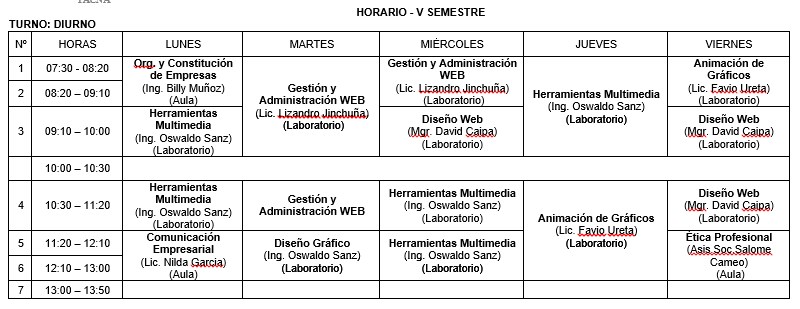 TACNA
HORARIO - V SEMESTRE
TURNO: DIURNO
Nº HORAS LUNES MARTES MIÉRCOLES JUEVES VIERNES
1 07:30 - 08:20
2 08:20 – 09:10
3 09:10 – 10:00
Org. y Constitución
de Empresas
(Ing. Billy Muñoz)
(Aula)
Herramientas
Multimedia
(Ing. Oswaldo Sanz)
(Laboratorio)
Gestión y
Administración WEB
(Lic. Lizandro Jinchuña)
(Laboratorio)
Gestión y Administración
WEB
(Lic. Lizandro Jinchuña)
(Laboratorio)
Diseño Web
(Mgr. David Caipa)
(Laboratorio)
Herramientas Multimedia
(Ing. Oswaldo Sanz)
(Laboratorio)
Animación de
Gráficos
(Lic. Favio Ureta)
(Laboratorio)
Diseño Web
(Mgr. David Caipa)
(Laboratorio)
10:00 – 10:30
4 10:30 – 11:20
5 11:20 – 12:10
6 12:10 – 13:00
Herramientas
Multimedia
(Ing. Oswaldo Sanz)
(Laboratorio)
Comunicación
Empresarial
(Lic. Nilda Garcia)
(Aula)
Gestión y
Administración WEB
Diseño Gráfico
(Ing. Oswaldo Sanz)
(Laboratorio)
Herramientas Multimedia
(Ing. Oswaldo Sanz)
(Laboratorio)
Herramientas Multimedia
(Ing. Oswaldo Sanz)
(Laboratorio)
Animación de Gráficos
(Lic. Favio Ureta)
(Laboratorio)
Diseño Web
(Mgr. David Caipa)
(Laboratorio)
Ética Profesional
(Asis.Soc.Salome
Cameo)
(Aula)
7 13:00 – 13:50